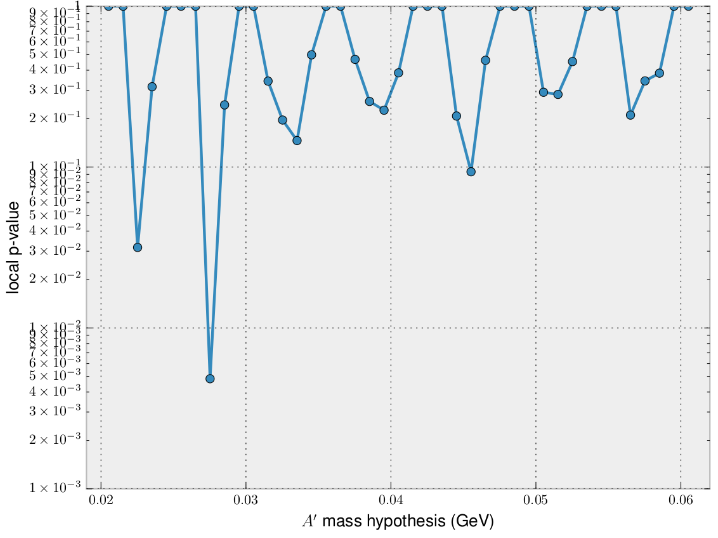 1
9 × 10⁻¹
8 × 10⁻¹
7 × 10⁻¹
6 × 10⁻¹
5 × 10⁻¹
4 × 10⁻¹
3 × 10⁻¹
2 × 10⁻¹
1 × 10⁻¹
9 × 10⁻²
8 × 10⁻²
7 × 10⁻²
6 × 10⁻²
5 × 10⁻²
4 × 10⁻²
3 × 10⁻²
2 × 10⁻²
1 × 10⁻²
9 × 10⁻³
8 × 10⁻³
7 × 10⁻³
6 × 10⁻³
5 × 10⁻³
4 × 10⁻³
3 × 10⁻³
2 × 10⁻³
1 × 10⁻³
local p-value
0.02 0.03 0.04 0.05 0.06
A′ mass hypothesis (GeV)